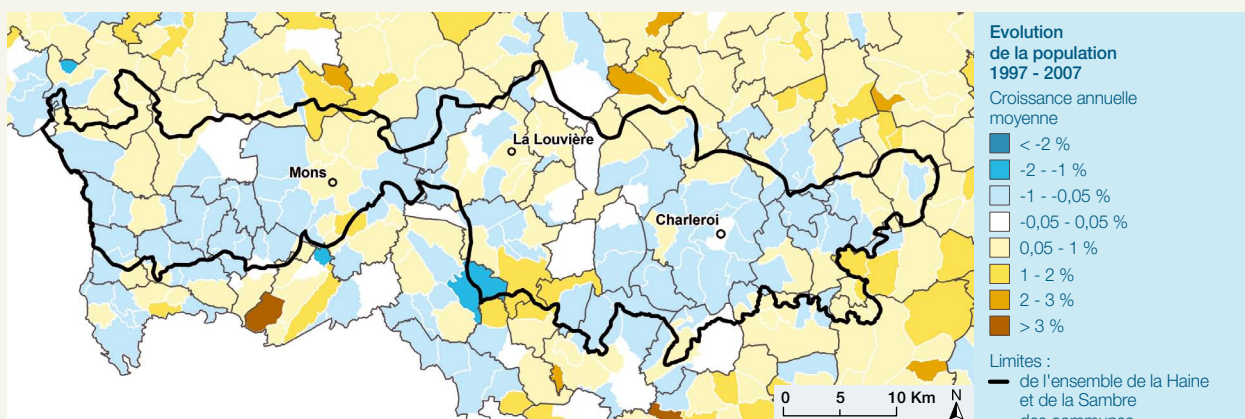 La Louvière
Mons
Charleroi
0 5 10 Km
N
Evolution
de la population
1997 - 2007
Croissance annuelle
moyenne
< -2 %
-2 - -1 %
-1 - -0,05 %
-0,05 - 0,05 %
0,05 - 1 %
1 - 2 %
2 - 3 %
> 3 %
Limites :
de l'ensemble de la Haine
et de la Sambre
des communes